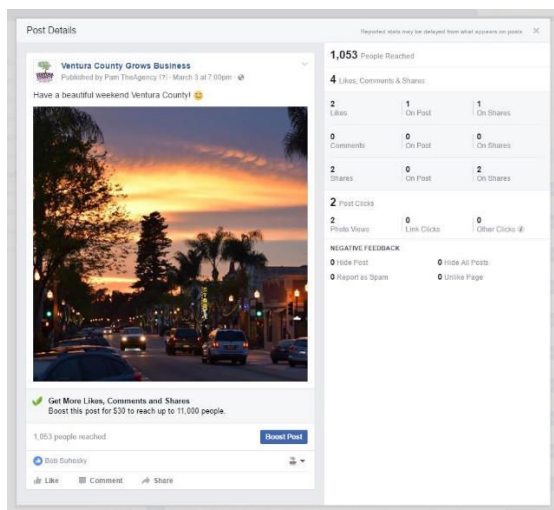 Post Details
Reported stats may be delayed from what appears on posts
Ventura County Grows Business
Published by Pam TheAgency [?] · March 3 at 7:00pm ·
Have a beautiful weekend Ventura County! 😊
Get More Likes, Comments and Shares
Boost this post for $30 to reach up to 11,000 people.
1,053 people reached
Boost Post
Bob Suhosky
Like Comment Share
1,053 People Reached
4 Likes, Comments & Shares
2 1 1
Likes On Post On Shares
0 0 0
Comments On Post On Shares
2 0 2
Shares On Post On Shares
2 Post Clicks
2 0 0
Photo Views Link Clicks Other Clicks
NEGATIVE FEEDBACK
0 Hide Post 0 Hide All Posts
0 Report as Spam 0 Unlike Page